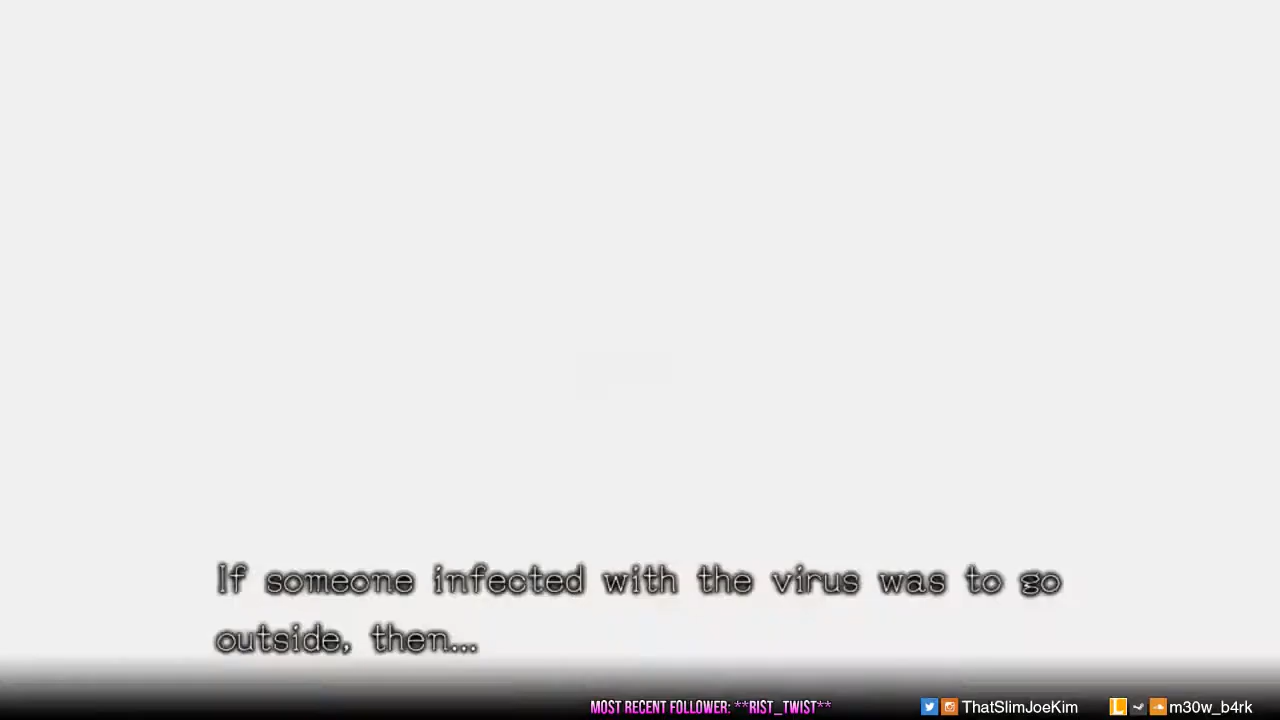 If someone infected with the virus was to go
outside, then...
MOST RECENT FOLLOWER: **RIST_TWIST** ThatSlimJoeKim m30w_b4rk